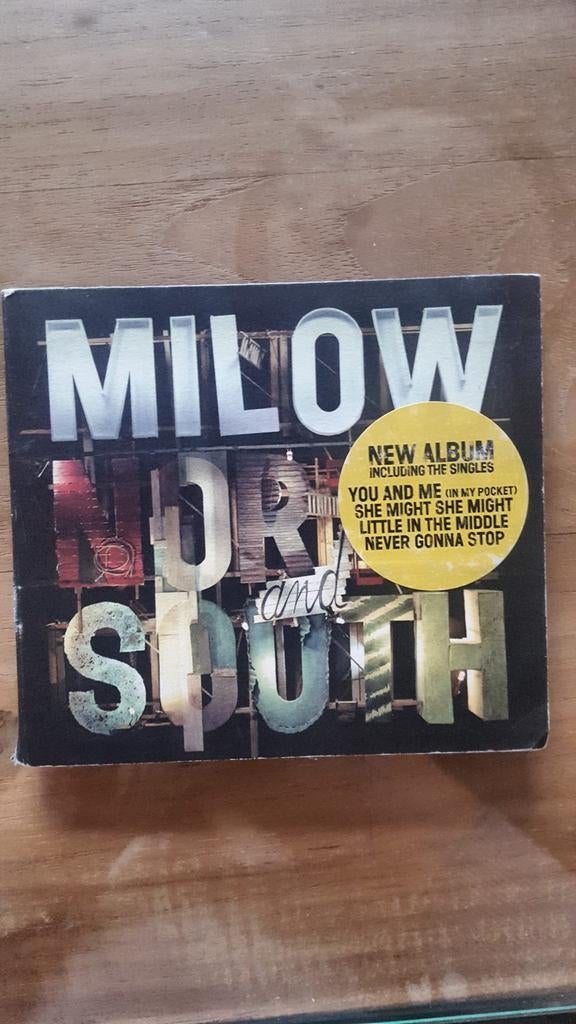 MILOW
NOR
and
SOUTH
NEW ALBUM
INCLUDING THE SINGLES
YOU AND ME (IN MY POCKET)
SHE MIGHT SHE MIGHT
LITTLE IN THE MIDDLE
NEVER GONNA STOP